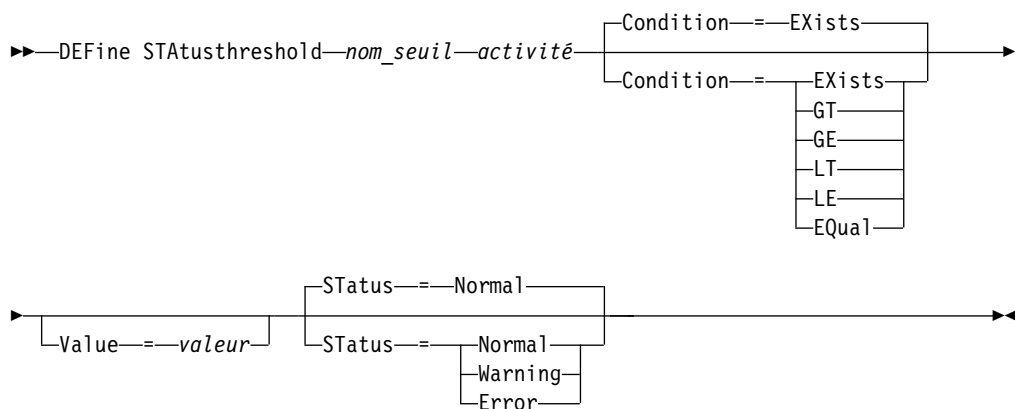 Condition = EXists
DEFine STAtusthreshold nom_seuil activité
Condition = EXists
GT
GE
LT
LE
EQual
STatus = Normal
Value = valeur
STatus = Normal
Warning
Error